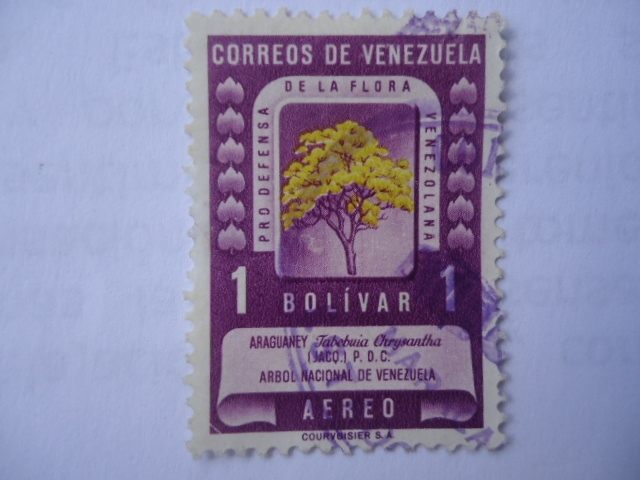 CORREOS DE VENEZUELA
PRO DEFENSA
DE LA FLORA
VENEZOLANA
1 BOLÍVAR 1
ARAGUANEY Tabebuia Chrysantha
(JACQ.) P. D. C.
ARBOL NACIONAL DE VENEZUELA
AEREO
COURVOISIER S.A.